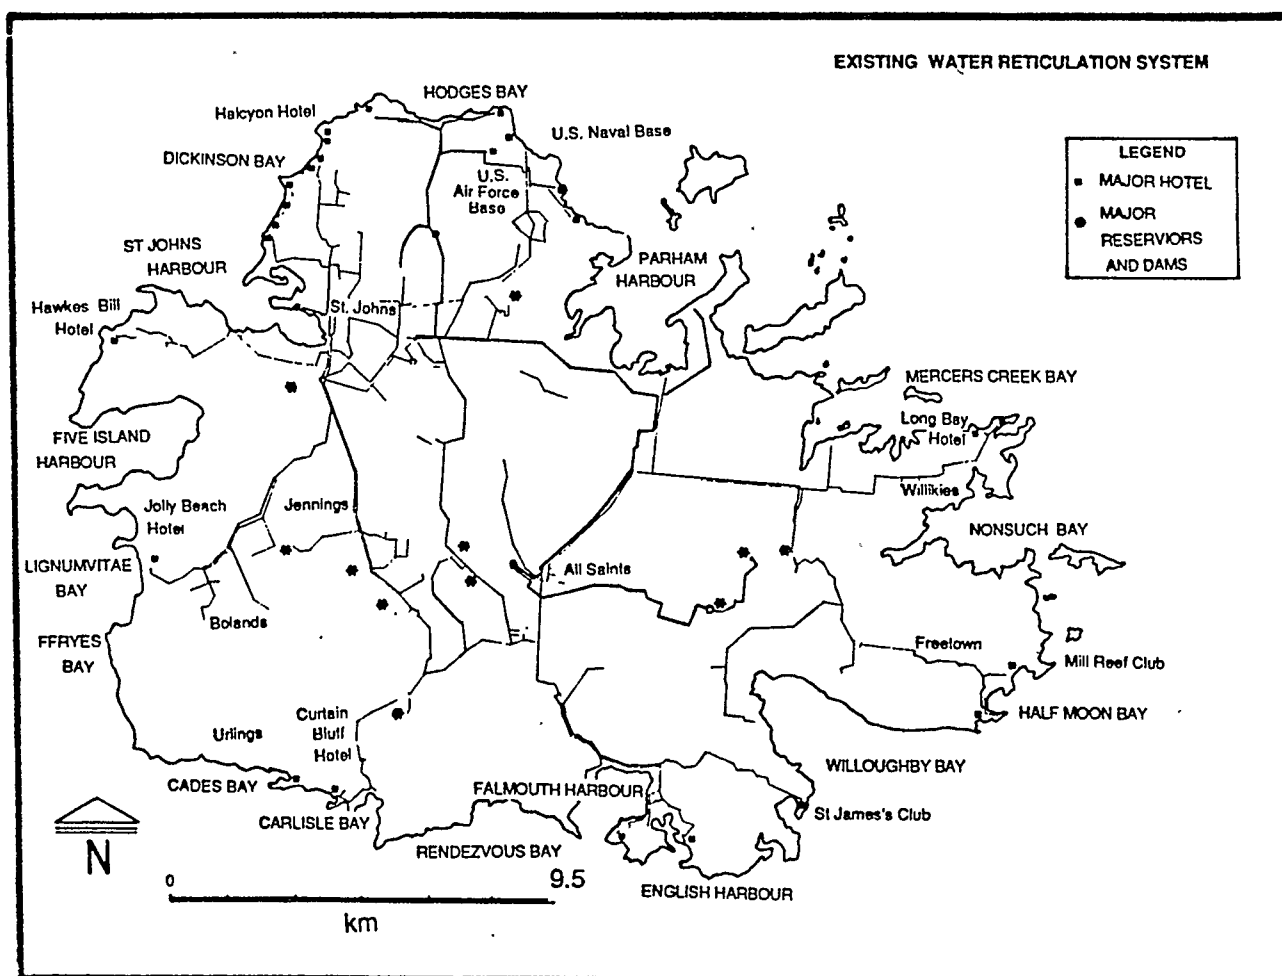 EXISTING WATER RETICULATION SYSTEM
HODGES BAY
Halcyon Hotel
U.S. Naval Base
DICKINSON BAY
U.S.
Air Force
Base
LEGEND
MAJOR HOTEL
MAJOR
RESERVIORS
AND DAMS
ST JOHNS
HARBOUR
PARHAM
HARBOUR
Hawkes Bill
Hotel
St. Johns
MERCERS CREEK BAY
Long Bay
Hotel
FIVE ISLAND
HARBOUR
Willikies
Jolly Beach
Hotel
Jennings
NONSUCH BAY
LIGNUMVITAE
BAY
All Saints
Bolands
FFRYES
BAY
Freetown
Mill Reef Club
Curtain
Bluff
Hotel
Urlings
HALF MOON BAY
WILLOUGHBY BAY
CADES BAY
FALMOUTH HARBOUR
St James's Club
CARLISLE BAY
RENDEZVOUS BAY
ENGLISH HARBOUR
N
0
9.5
km